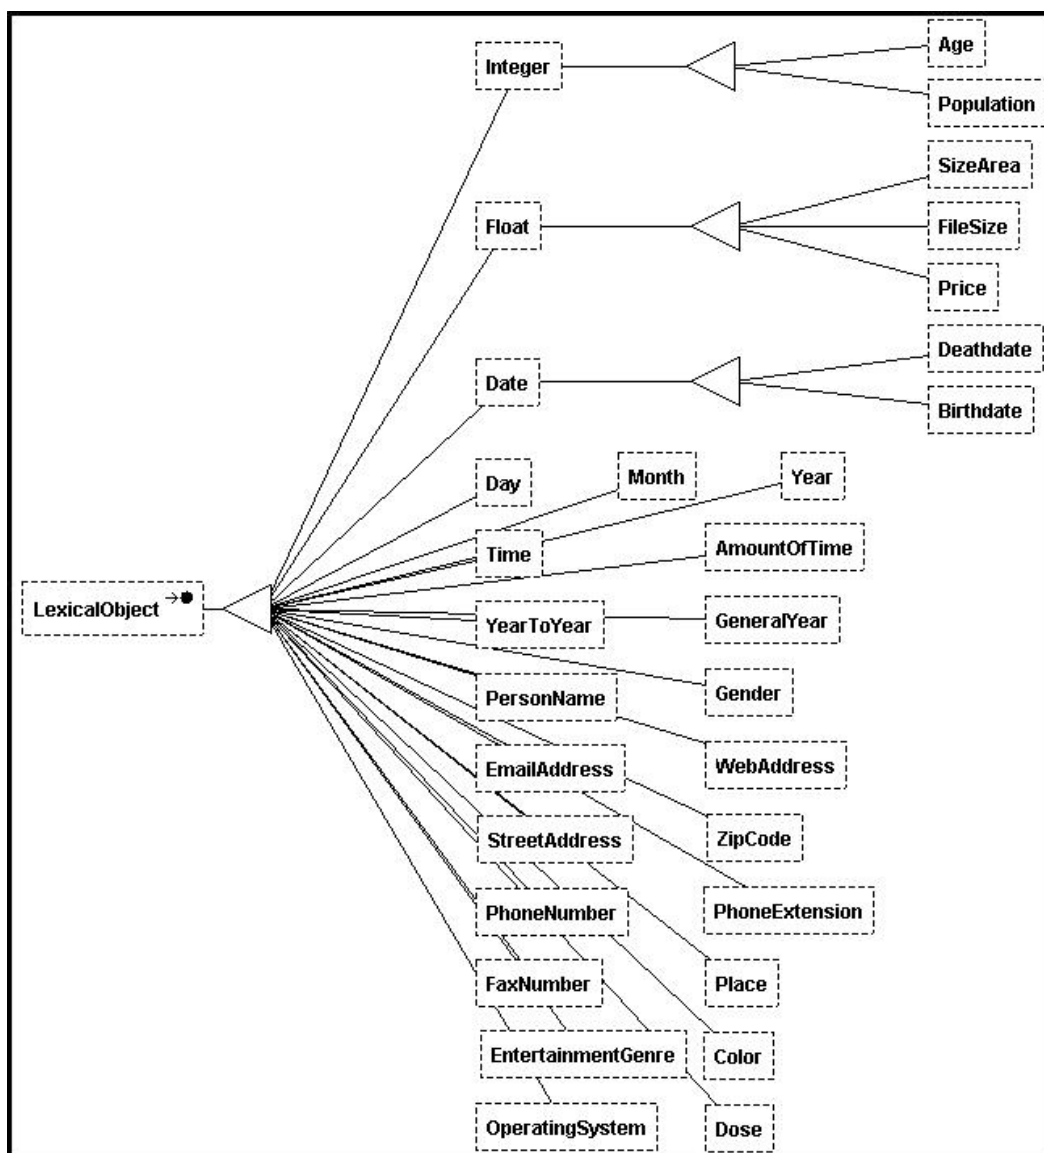 Age
Integer
Population
SizeArea
Float
FileSize
Price
Deathdate
Date
Birthdate
Day
Month
Year
Time
AmountOfTime
LexicalObject
YearToYear
GeneralYear
PersonName
Gender
EmailAddress
WebAddress
StreetAddress
ZipCode
PhoneNumber
PhoneExtension
FaxNumber
Place
EntertainmentGenre
Color
OperatingSystem
Dose